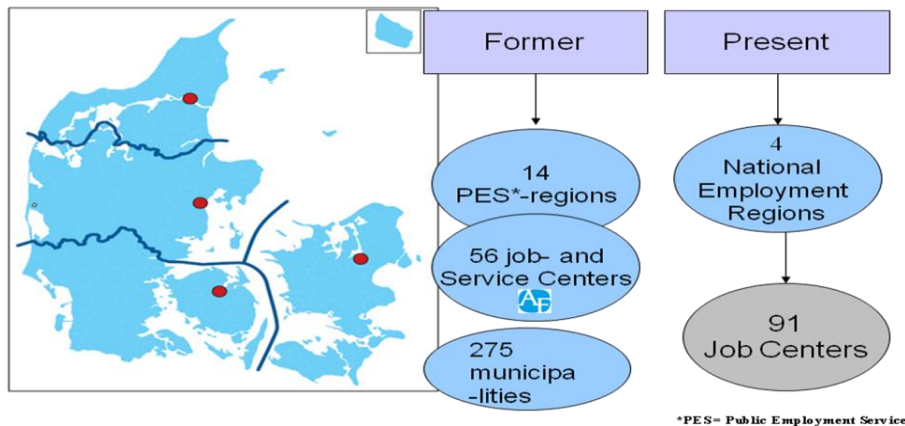 Former
14
PES*-regions
56 job- and
Service Centers
AF
275
municipa
-lities
Present
4
National
Employment
Regions
91
Job Centers
*PES= Public Employment Service